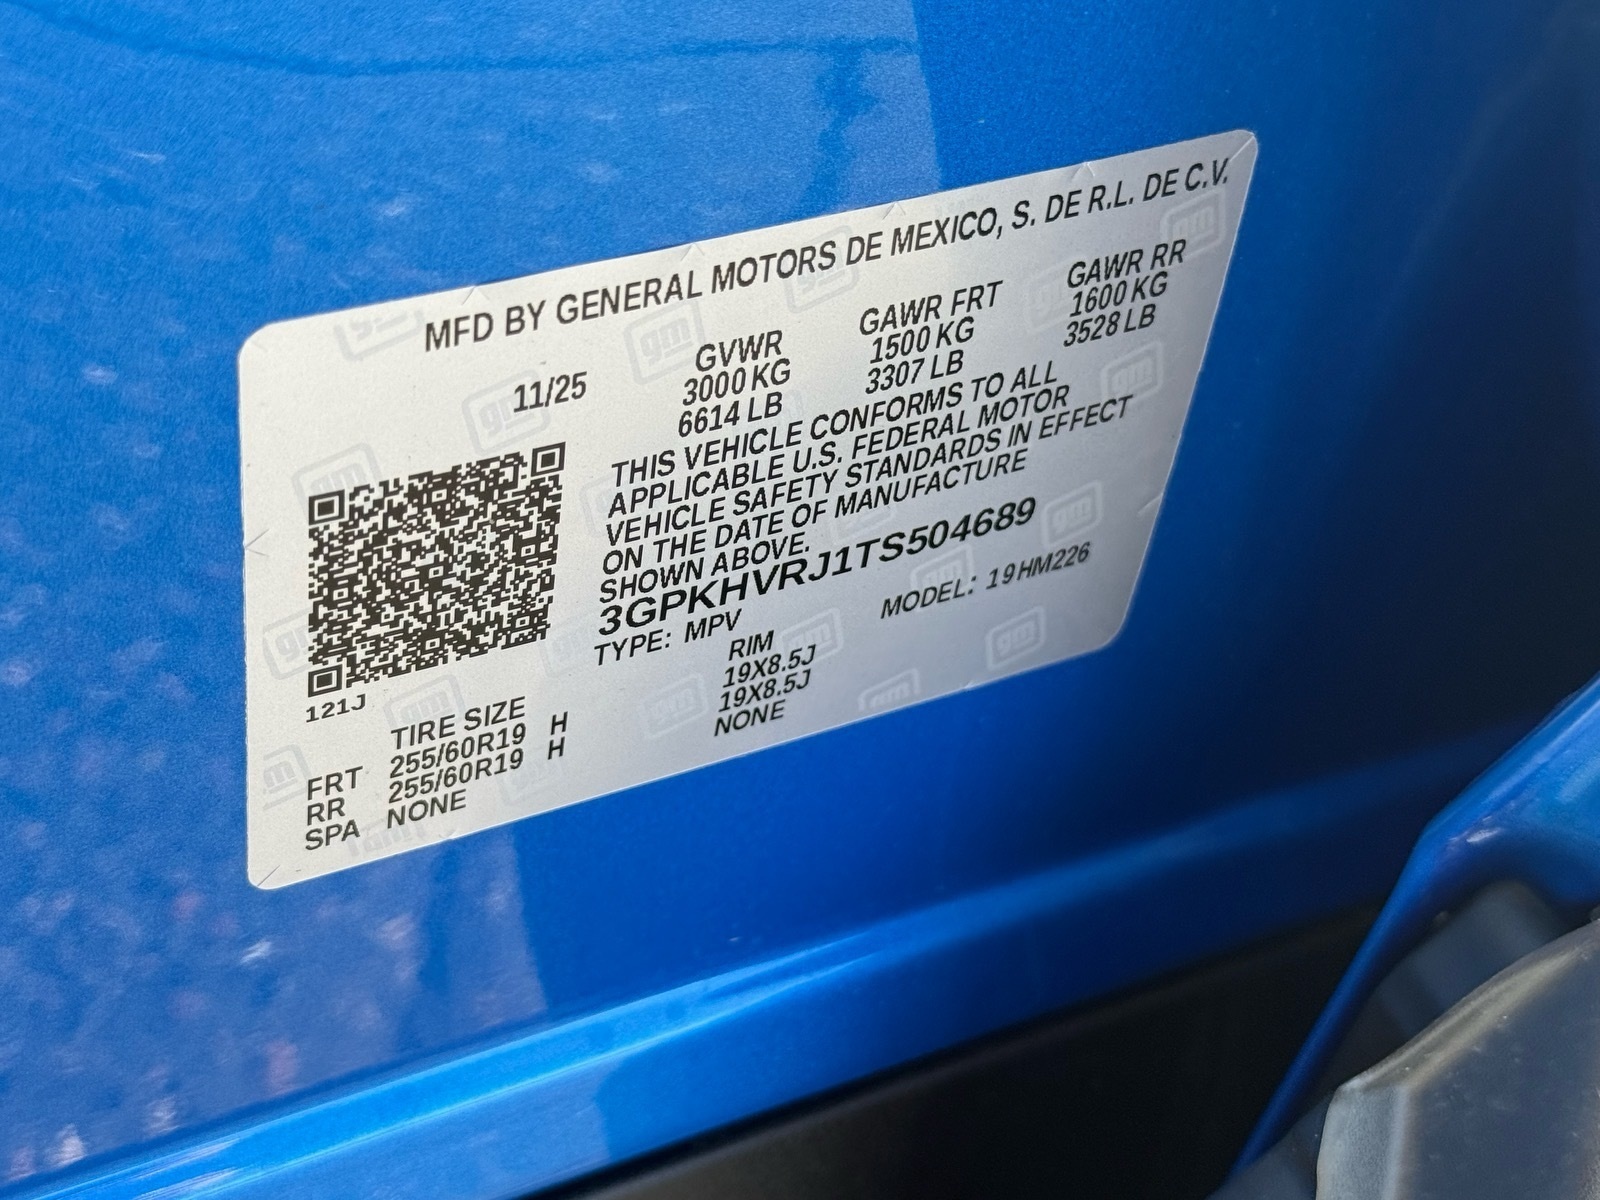 MFD BY GENERAL MOTORS DE MEXICO, S. DE R.L. DE C.V.
11/25 GVWR GAWR FRT GAWR RR
3000 KG 1500 KG 1600 KG
6614 LB 3307 LB 3528 LB
THIS VEHICLE CONFORMS TO ALL
APPLICABLE U.S. FEDERAL MOTOR
VEHICLE SAFETY STANDARDS IN EFFECT
ON THE DATE OF MANUFACTURE
SHOWN ABOVE.
3GPKHVRJ1TS504689
TYPE: MPV MODEL: 19HM226
121J
TIRE SIZE RIM
FRT 255/60R19 H 19X8.5J
RR 255/60R19 H 19X8.5J
SPA NONE NONE